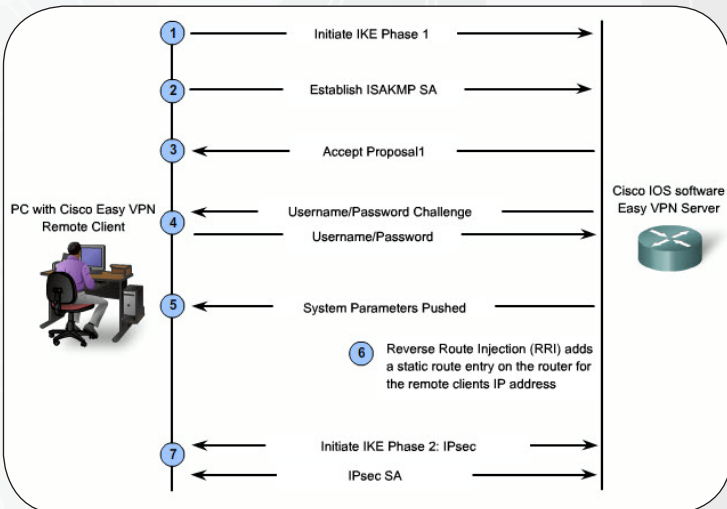 1
Initiate IKE Phase 1
2
Establish ISAKMP SA
3
Accept Proposal1
PC with Cisco Easy VPN
Remote Client
Cisco IOS software
Easy VPN Server
4
Username/Password Challenge
Username/Password
5
System Parameters Pushed
6
Reverse Route Injection (RRI) adds
a static route entry on the router for
the remote clients IP address
7
Initiate IKE Phase 2: IPsec
IPsec SA